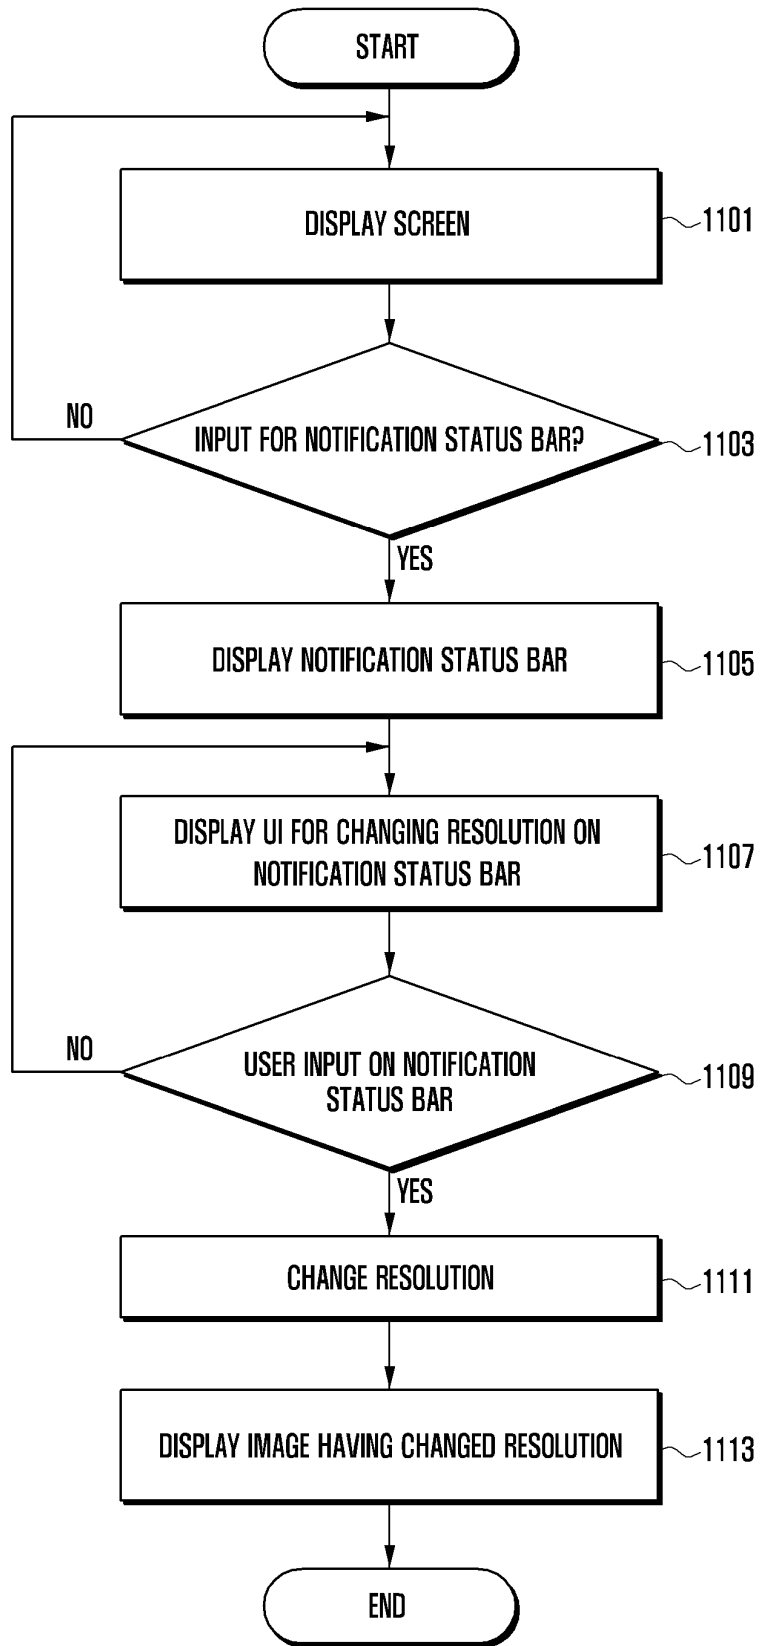 START
DISPLAY SCREEN
1101
NO
INPUT FOR NOTIFICATION STATUS BAR?
1103
YES
DISPLAY NOTIFICATION STATUS BAR
1105
DISPLAY UI FOR CHANGING RESOLUTION ON
NOTIFICATION STATUS BAR
1107
NO
USER INPUT ON NOTIFICATION
STATUS BAR
1109
YES
CHANGE RESOLUTION
1111
DISPLAY IMAGE HAVING CHANGED RESOLUTION
1113
END